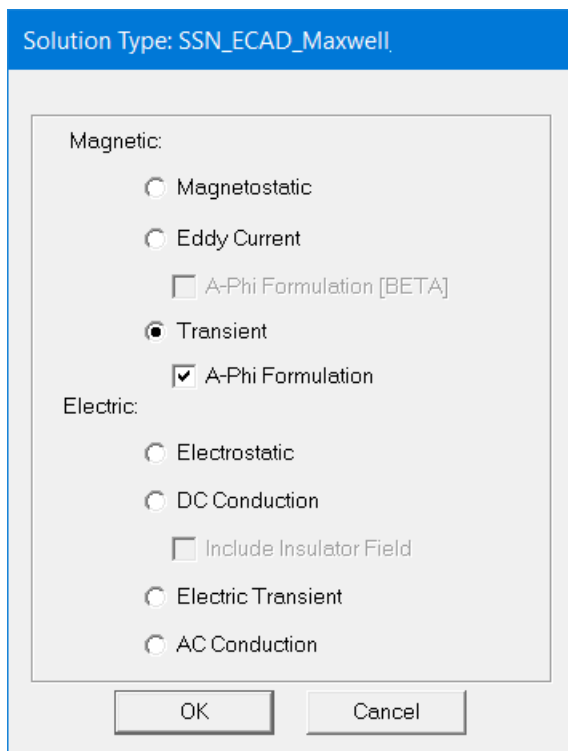 Solution Type: SSN_ECAD_Maxwell
Magnetic:
Magnetostatic
Eddy Current
A-Phi Formulation [BETA]
Transient
A-Phi Formulation
Electric:
Electrostatic
DC Conduction
Include Insulator Field
Electric Transient
AC Conduction
OK Cancel